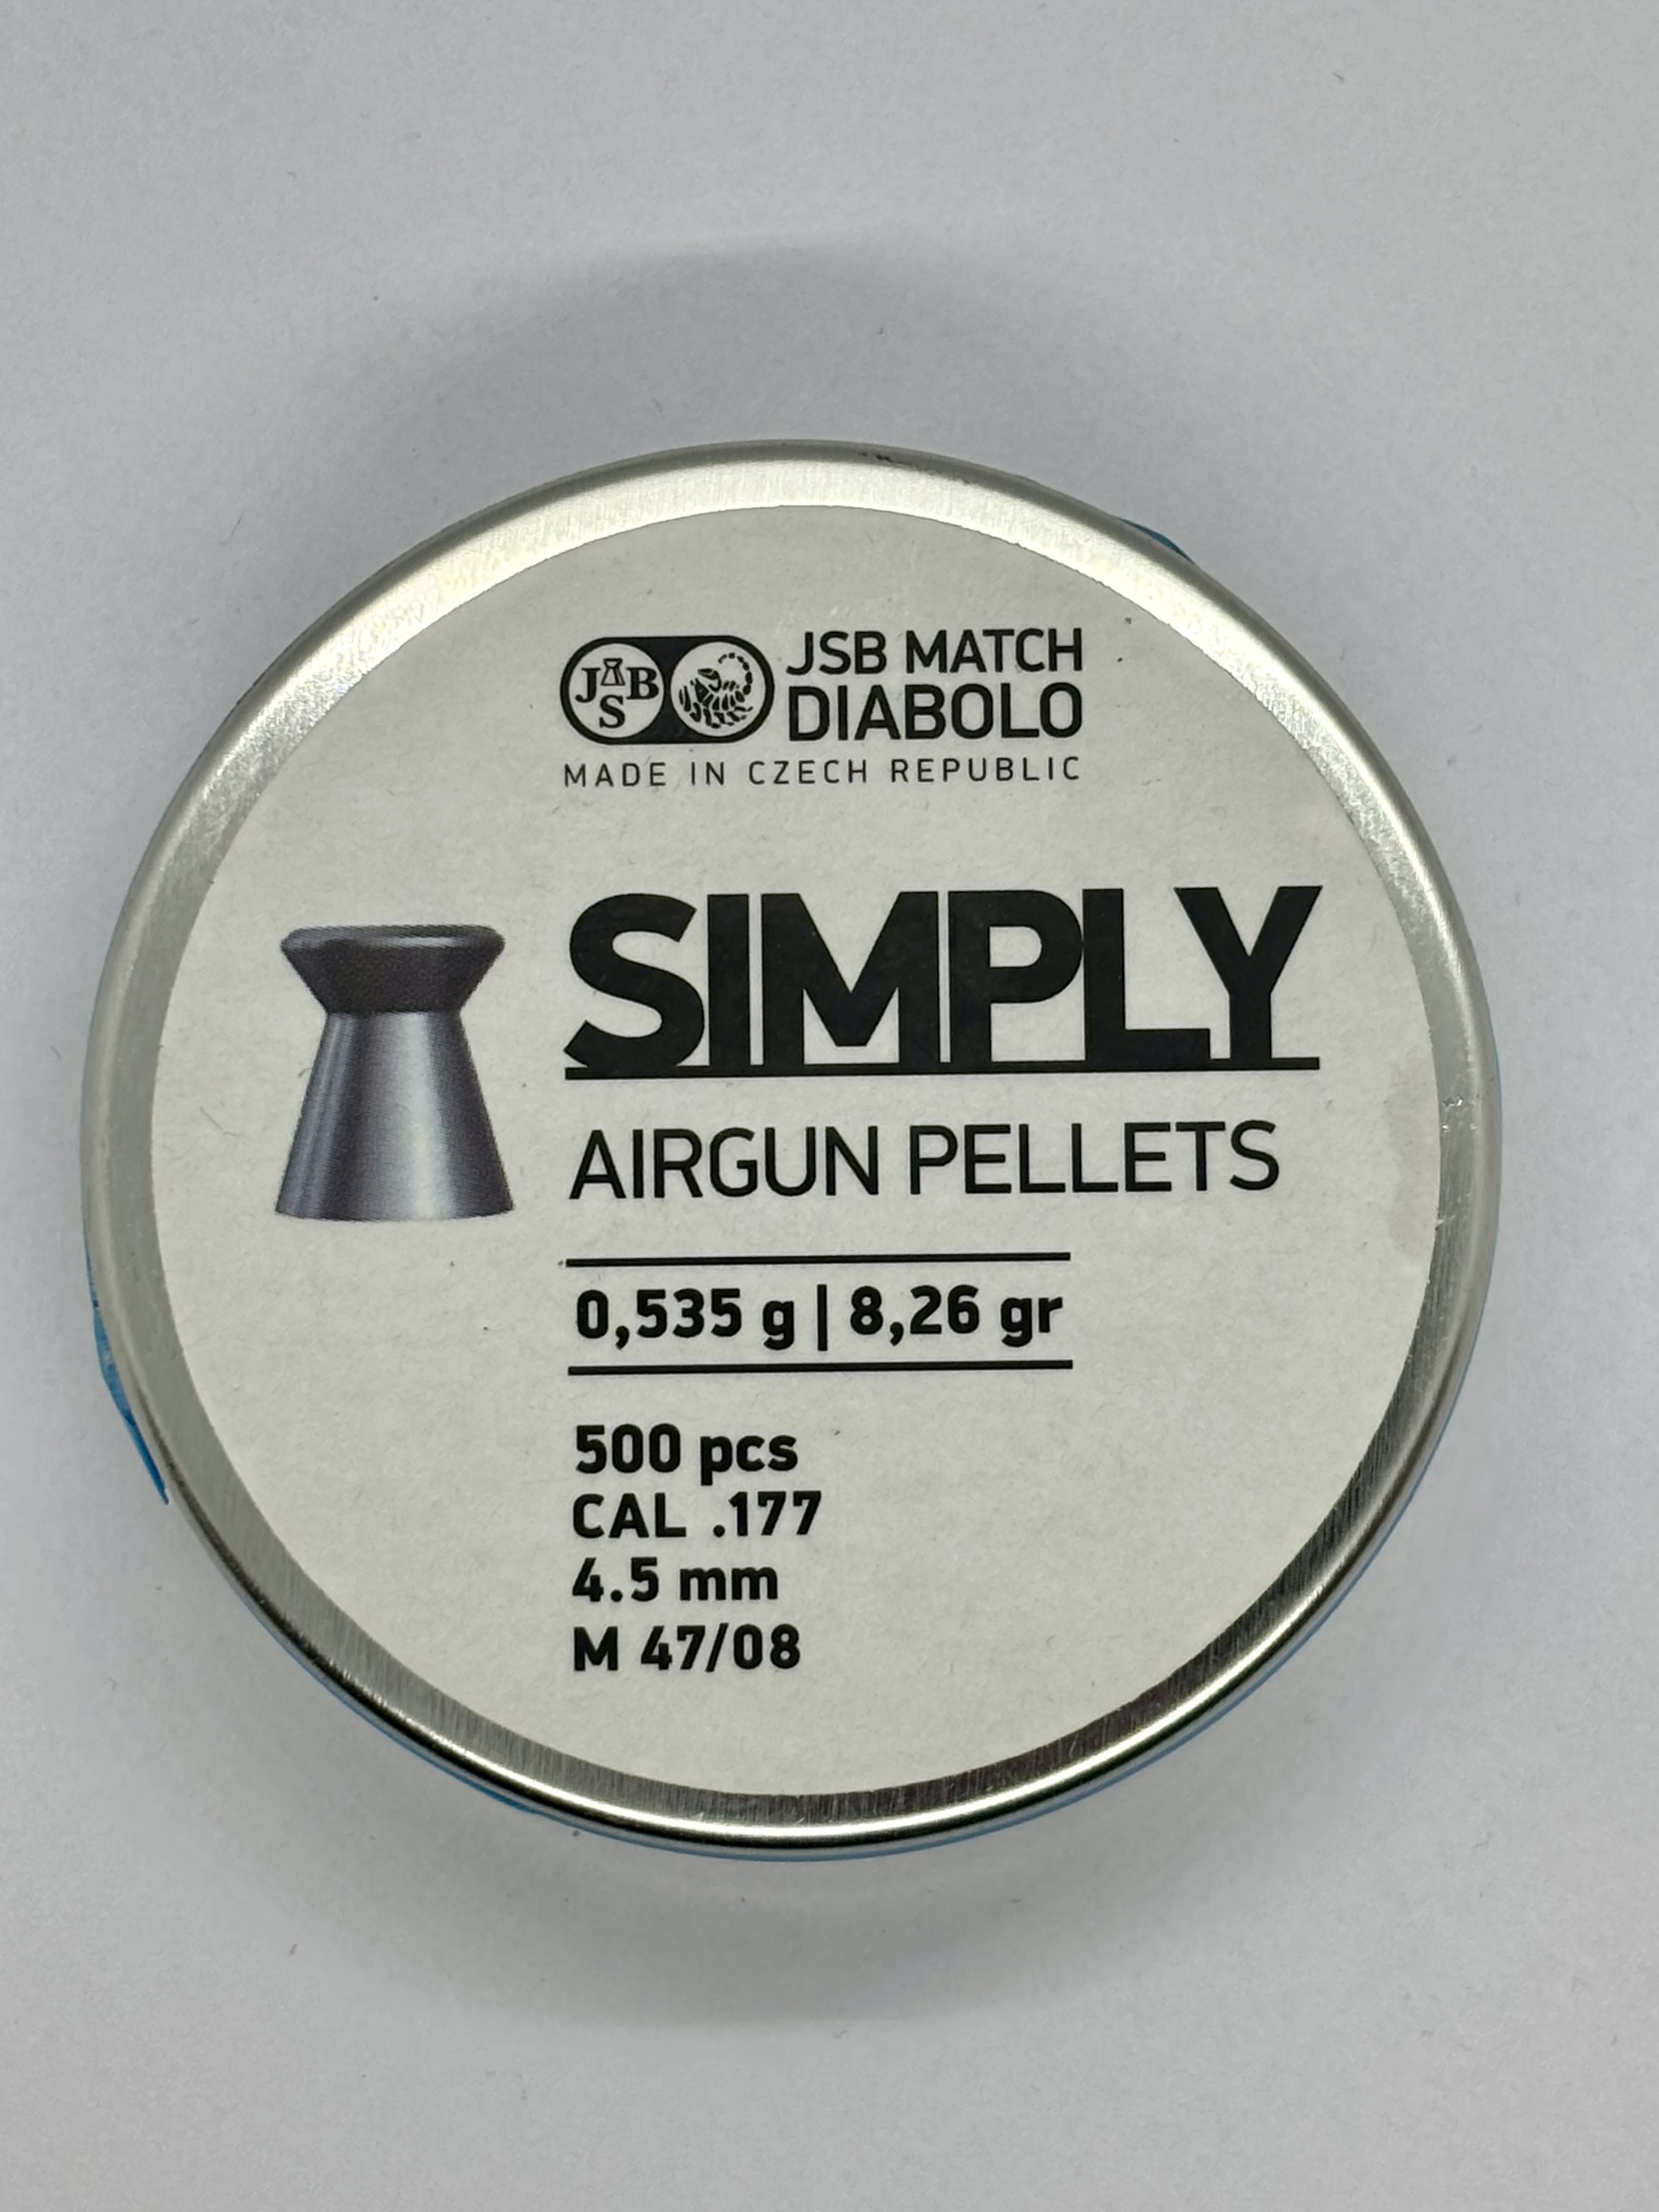 JSB
JSB MATCH
DIABOLO
MADE IN CZECH REPUBLIC
SIMPLY
AIRGUN PELLETS
0,535 g | 8,26 gr
500 pcs
CAL .177
4.5 mm
M 47/08